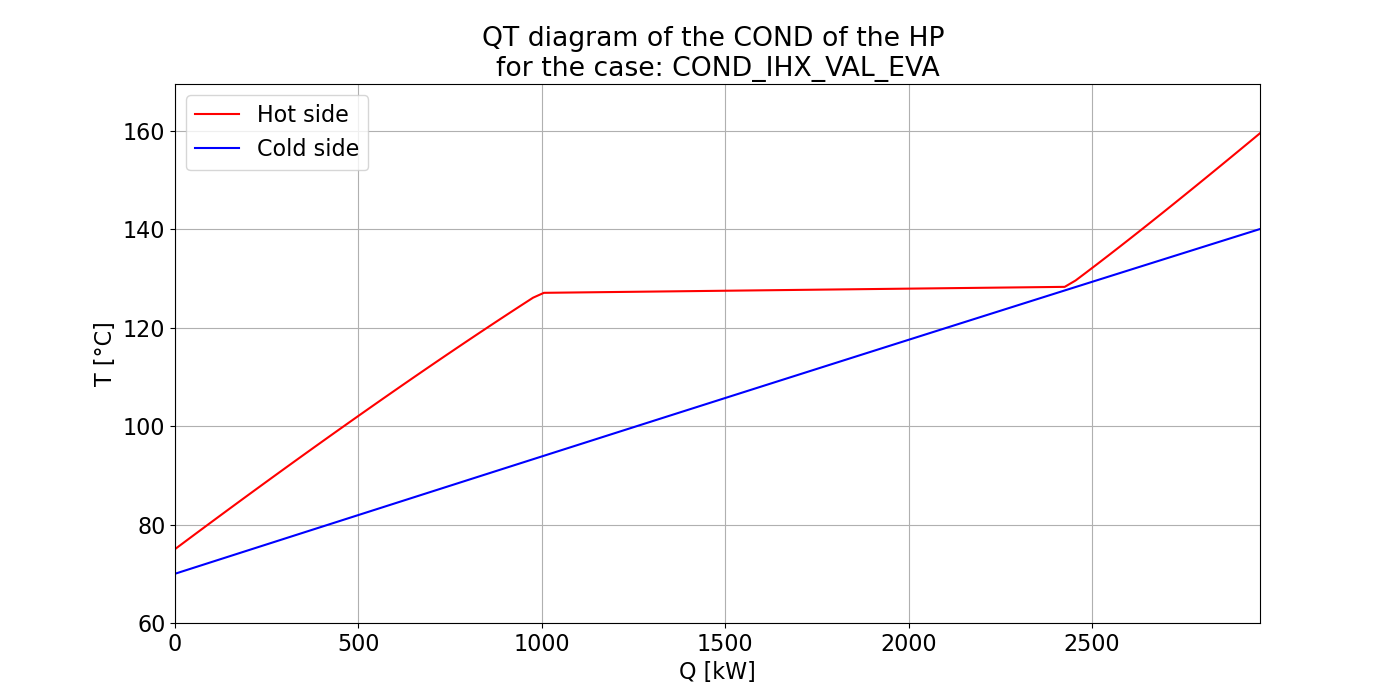 QT diagram of the COND of the HP
for the case: COND_IHX_VAL_EVA
Hot side
Cold side
160
140
120
100
80
60
T [°C]
0 500 1000 1500 2000 2500
Q [kW]